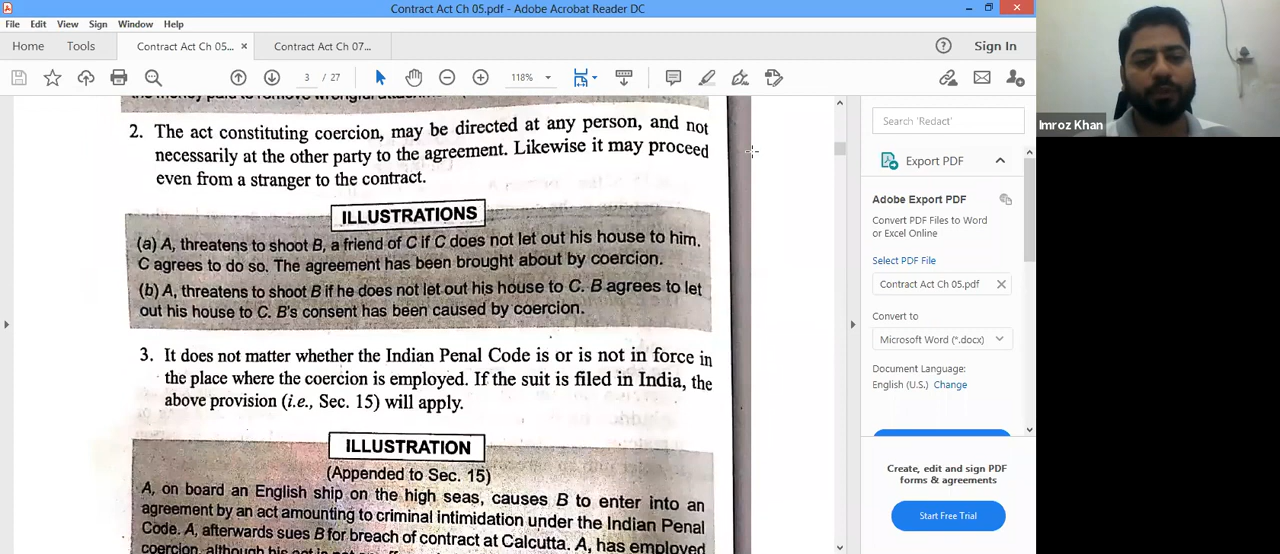 Contract Act Ch 05.pdf - Adobe Acrobat Reader DC
File Edit View Sign Window Help
Home Tools Contract Act Ch 05... × Contract Act Ch 07... ? Sign In
3 / 27 118%
2. The act constituting coercion, may be directed at any person, and not
necessarily at the other party to the agreement. Likewise it may proceed
even from a stranger to the contract.
ILLUSTRATIONS
(a) A, threatens to shoot B, a friend of C if C does not let out his house to him.
C agrees to do so. The agreement has been brought about by coercion.
(b) A, threatens to shoot B if he does not let out his house to C. B agrees to let
out his house to C. B's consent has been caused by coercion.
3. It does not matter whether the Indian Penal Code is or is not in force in
the place where the coercion is employed. If the suit is filed in India, the
above provision (i.e., Sec. 15) will apply.
ILLUSTRATION
(Appended to Sec. 15)
A, on board an English ship on the high seas, causes B to enter into an
agreement by an act amounting to criminal intimidation under the Indian Penal
Code. A, afterwards sues B for breach of contract at Calcutta. A, has employed
Search 'Redact'
Export PDF
Adobe Export PDF
Convert PDF Files to Word
or Excel Online
Select PDF File
Contract Act Ch 05.pdf
Convert to
Microsoft Word (*.docx)
Document Language:
English (U.S.) Change
Create, edit and sign PDF
forms & agreements
Start Free Trial
Imroz Khan